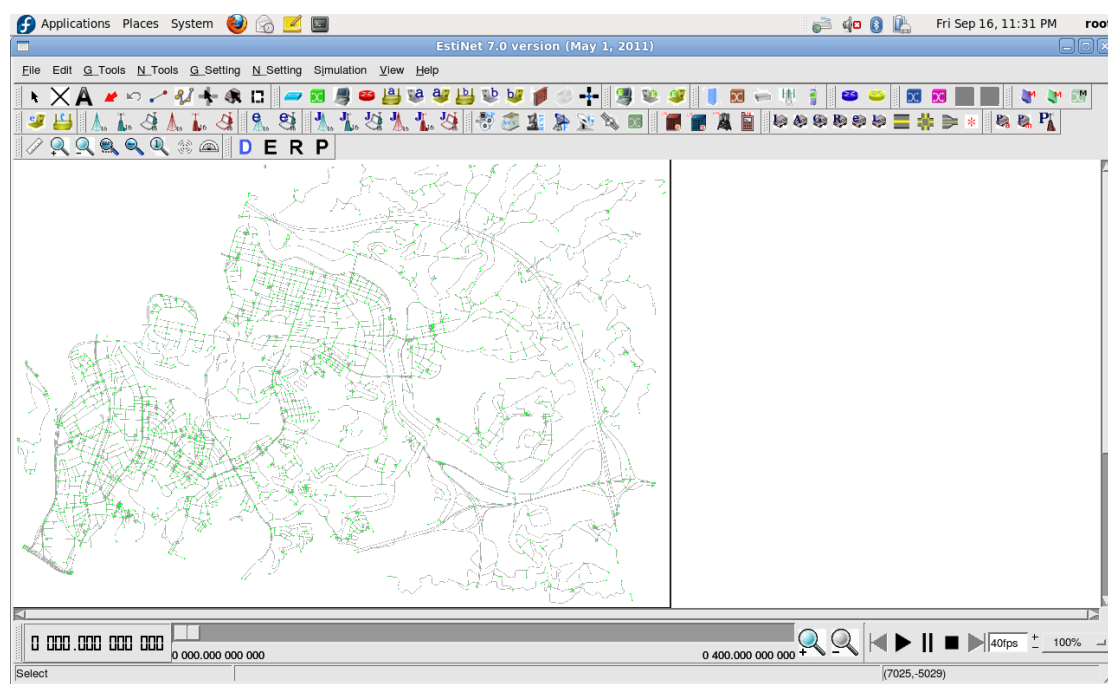 Applications Places System Fri Sep 16, 11:31 PM root
EstiNet 7.0 version (May 1, 2011)
File Edit G_Tools N_Tools G_Setting N_Setting Simulation View Help
D E R P
0 000.000 000 000
0 000.000 000 000 0 400.000 000 000 40fps 100%
Select (7025,-5029)